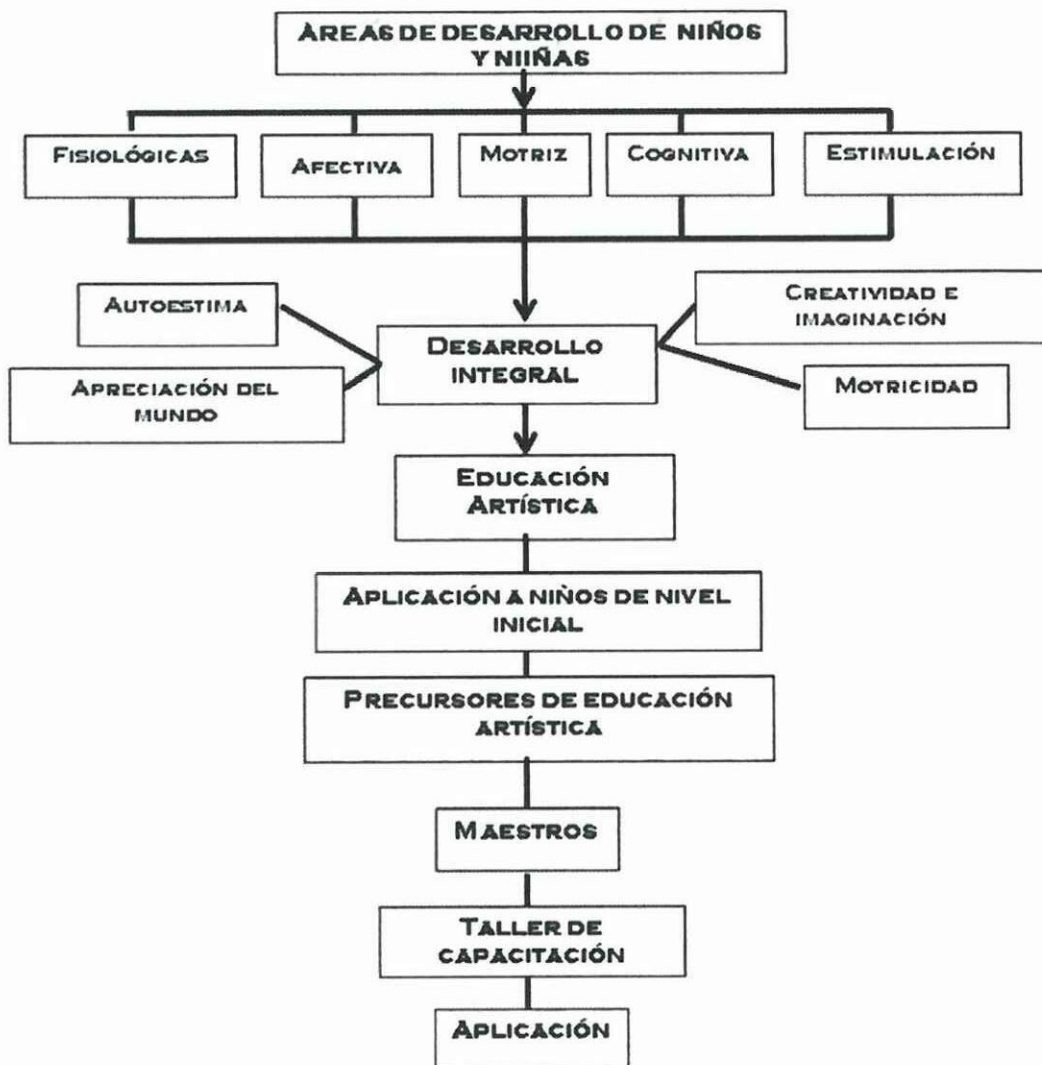 ÁREAS DE DESARROLLO DE NIÑOS
Y NIIÑAS
FISIOLÓGICAS
AFECTIVA
MOTRIZ
COGNITIVA
ESTIMULACIÓN
AUTOESTIMA
CREATIVIDAD E
IMAGINACIÓN
DESARROLLO
INTEGRAL
APRECIACIÓN DEL
MUNDO
MOTRICIDAD
EDUCACIÓN
ARTÍSTICA
APLICACIÓN A NIÑOS DE NIVEL
INICIAL
PRECURSORES DE EDUCACIÓN
ARTÍSTICA
MAESTROS
TALLER DE
CAPACITACIÓN
APLICACIÓN